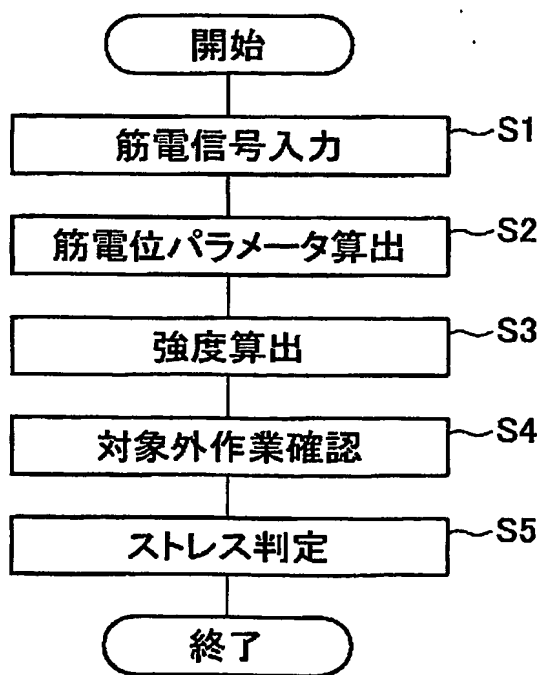 開始
筋電信号入力 S1
筋電位パラメータ算出 S2
強度算出 S3
対象外作業確認 S4
ストレス判定 S5
終了